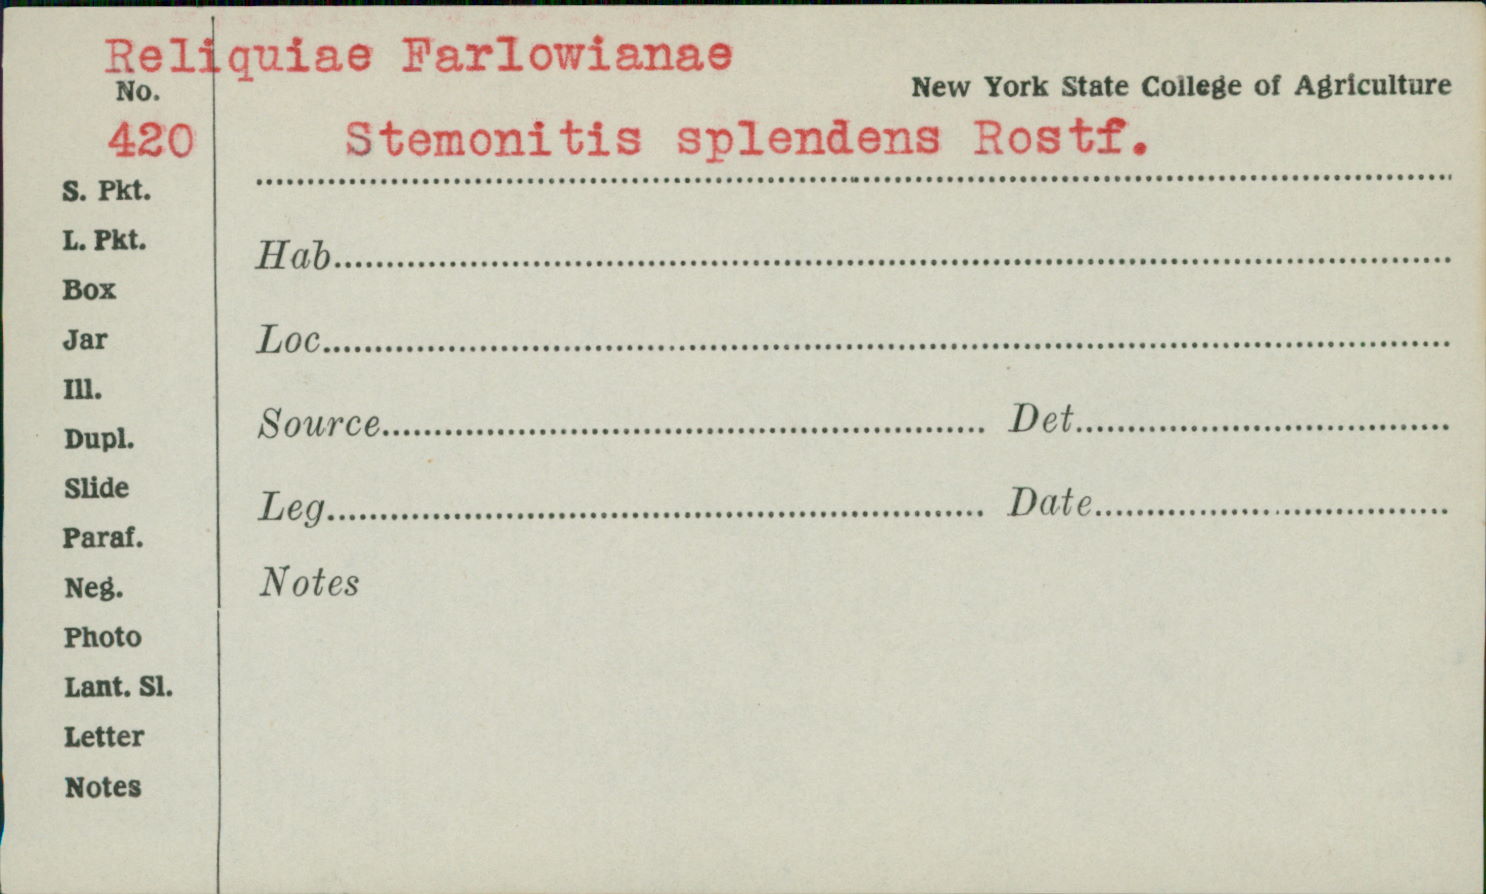 Reliquiae Farlowianae
No.
New York State College of Agriculture
420
Stemonitis splendens Rostf.
S. Pkt.
L. Pkt.
Box
Jar
Ill.
Dupl.
Slide
Paraf.
Neg.
Photo
Lant. Sl.
Letter
Notes
Hab
Loc
Source Det
Leg Date
Notes